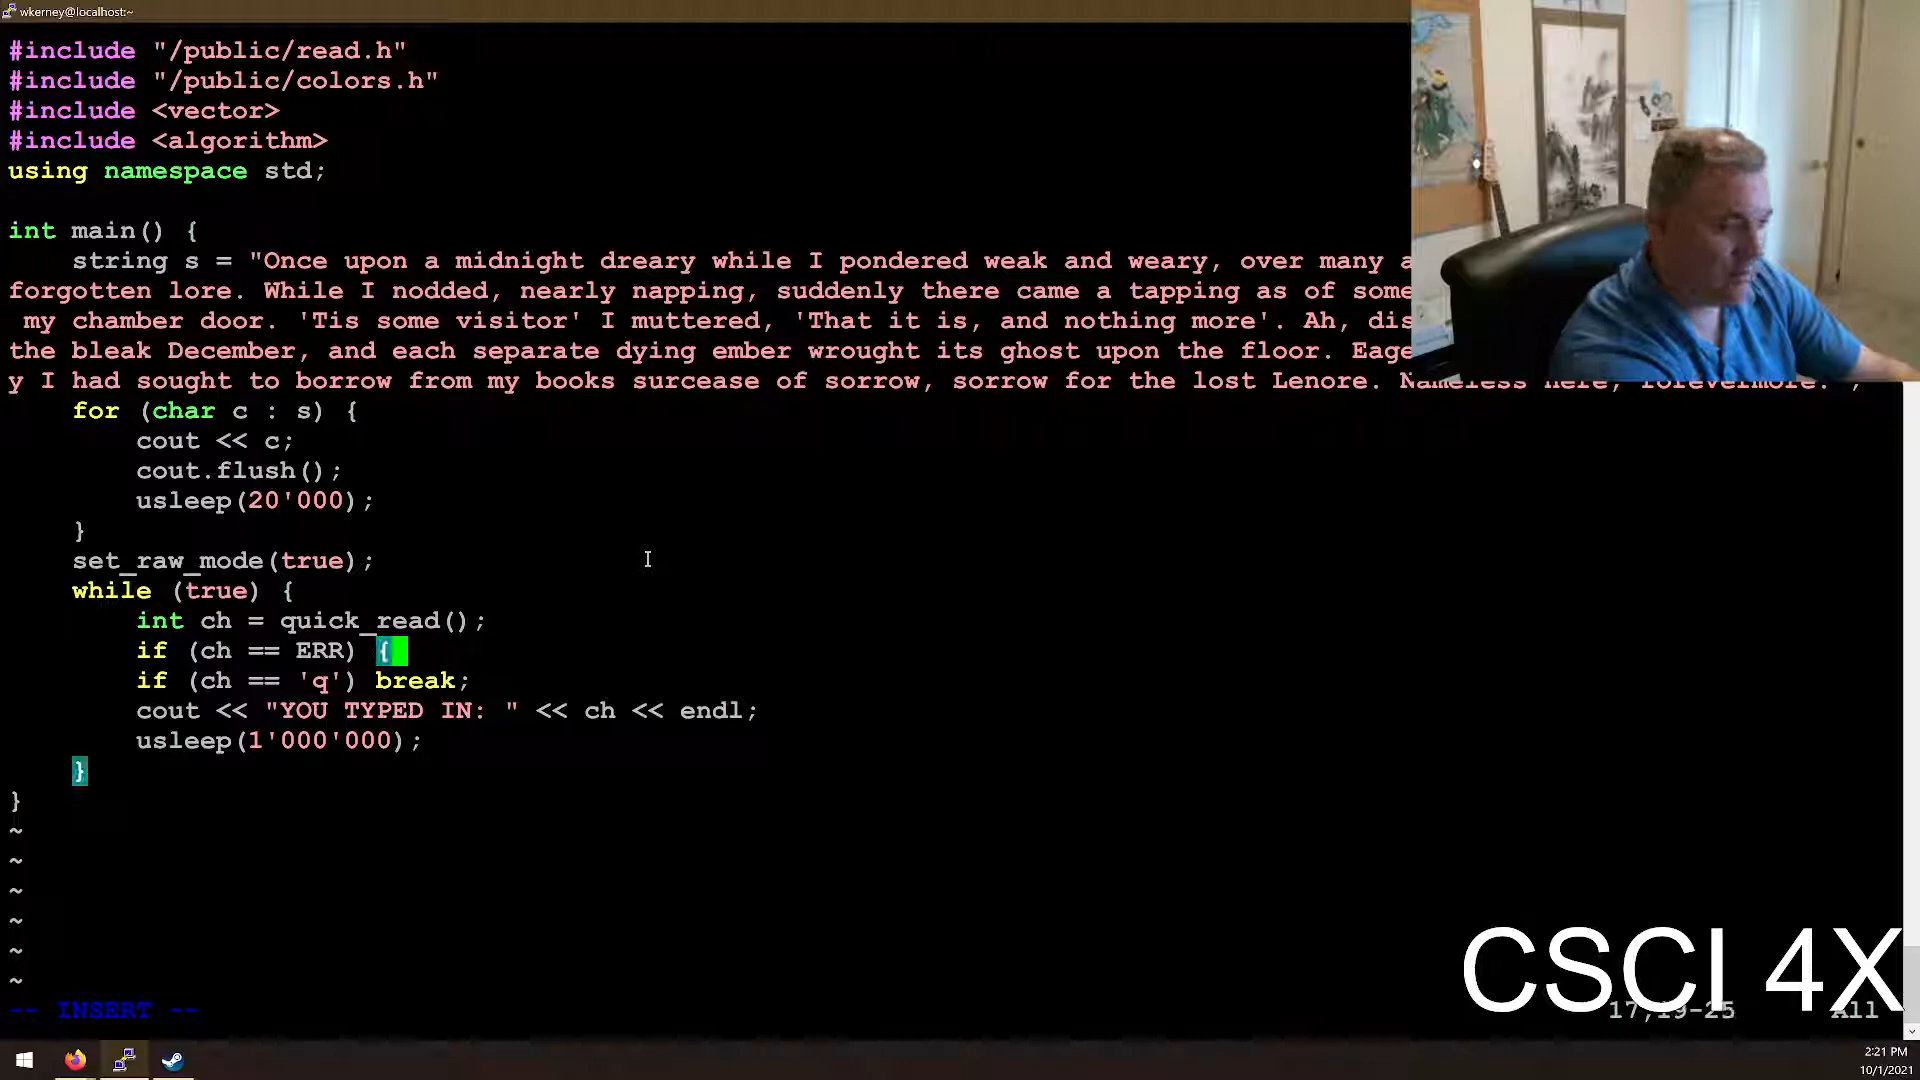 wkerney@localhost:~
#include "/public/read.h"
#include "/public/colors.h"
#include <vector>
#include <algorithm>
using namespace std;
int main() {
string s = "Once upon a midnight dreary while I pondered weak and weary, over many a
forgotten lore. While I nodded, nearly napping, suddenly there came a tapping as of some
my chamber door. 'Tis some visitor' I muttered, 'That it is, and nothing more'. Ah, dis
the bleak December, and each separate dying ember wrought its ghost upon the floor. Eage
y I had sought to borrow from my books surcease of sorrow, sorrow for the lost Lenore. Nameless here, forevermore.
for (char c : s) {
cout << c;
cout.flush();
usleep(20'000);
}
set_raw_mode(true);
while (true) {
int ch = quick_read();
if (ch == ERR) {
if (ch == 'q') break;
cout << "YOU TYPED IN: " << ch << endl;
usleep(1'000'000);
}
}
~
~
~
~
~
~
CSCI 4X
-- INSERT -- 17,19-25 All
2:21 PM
10/1/2021